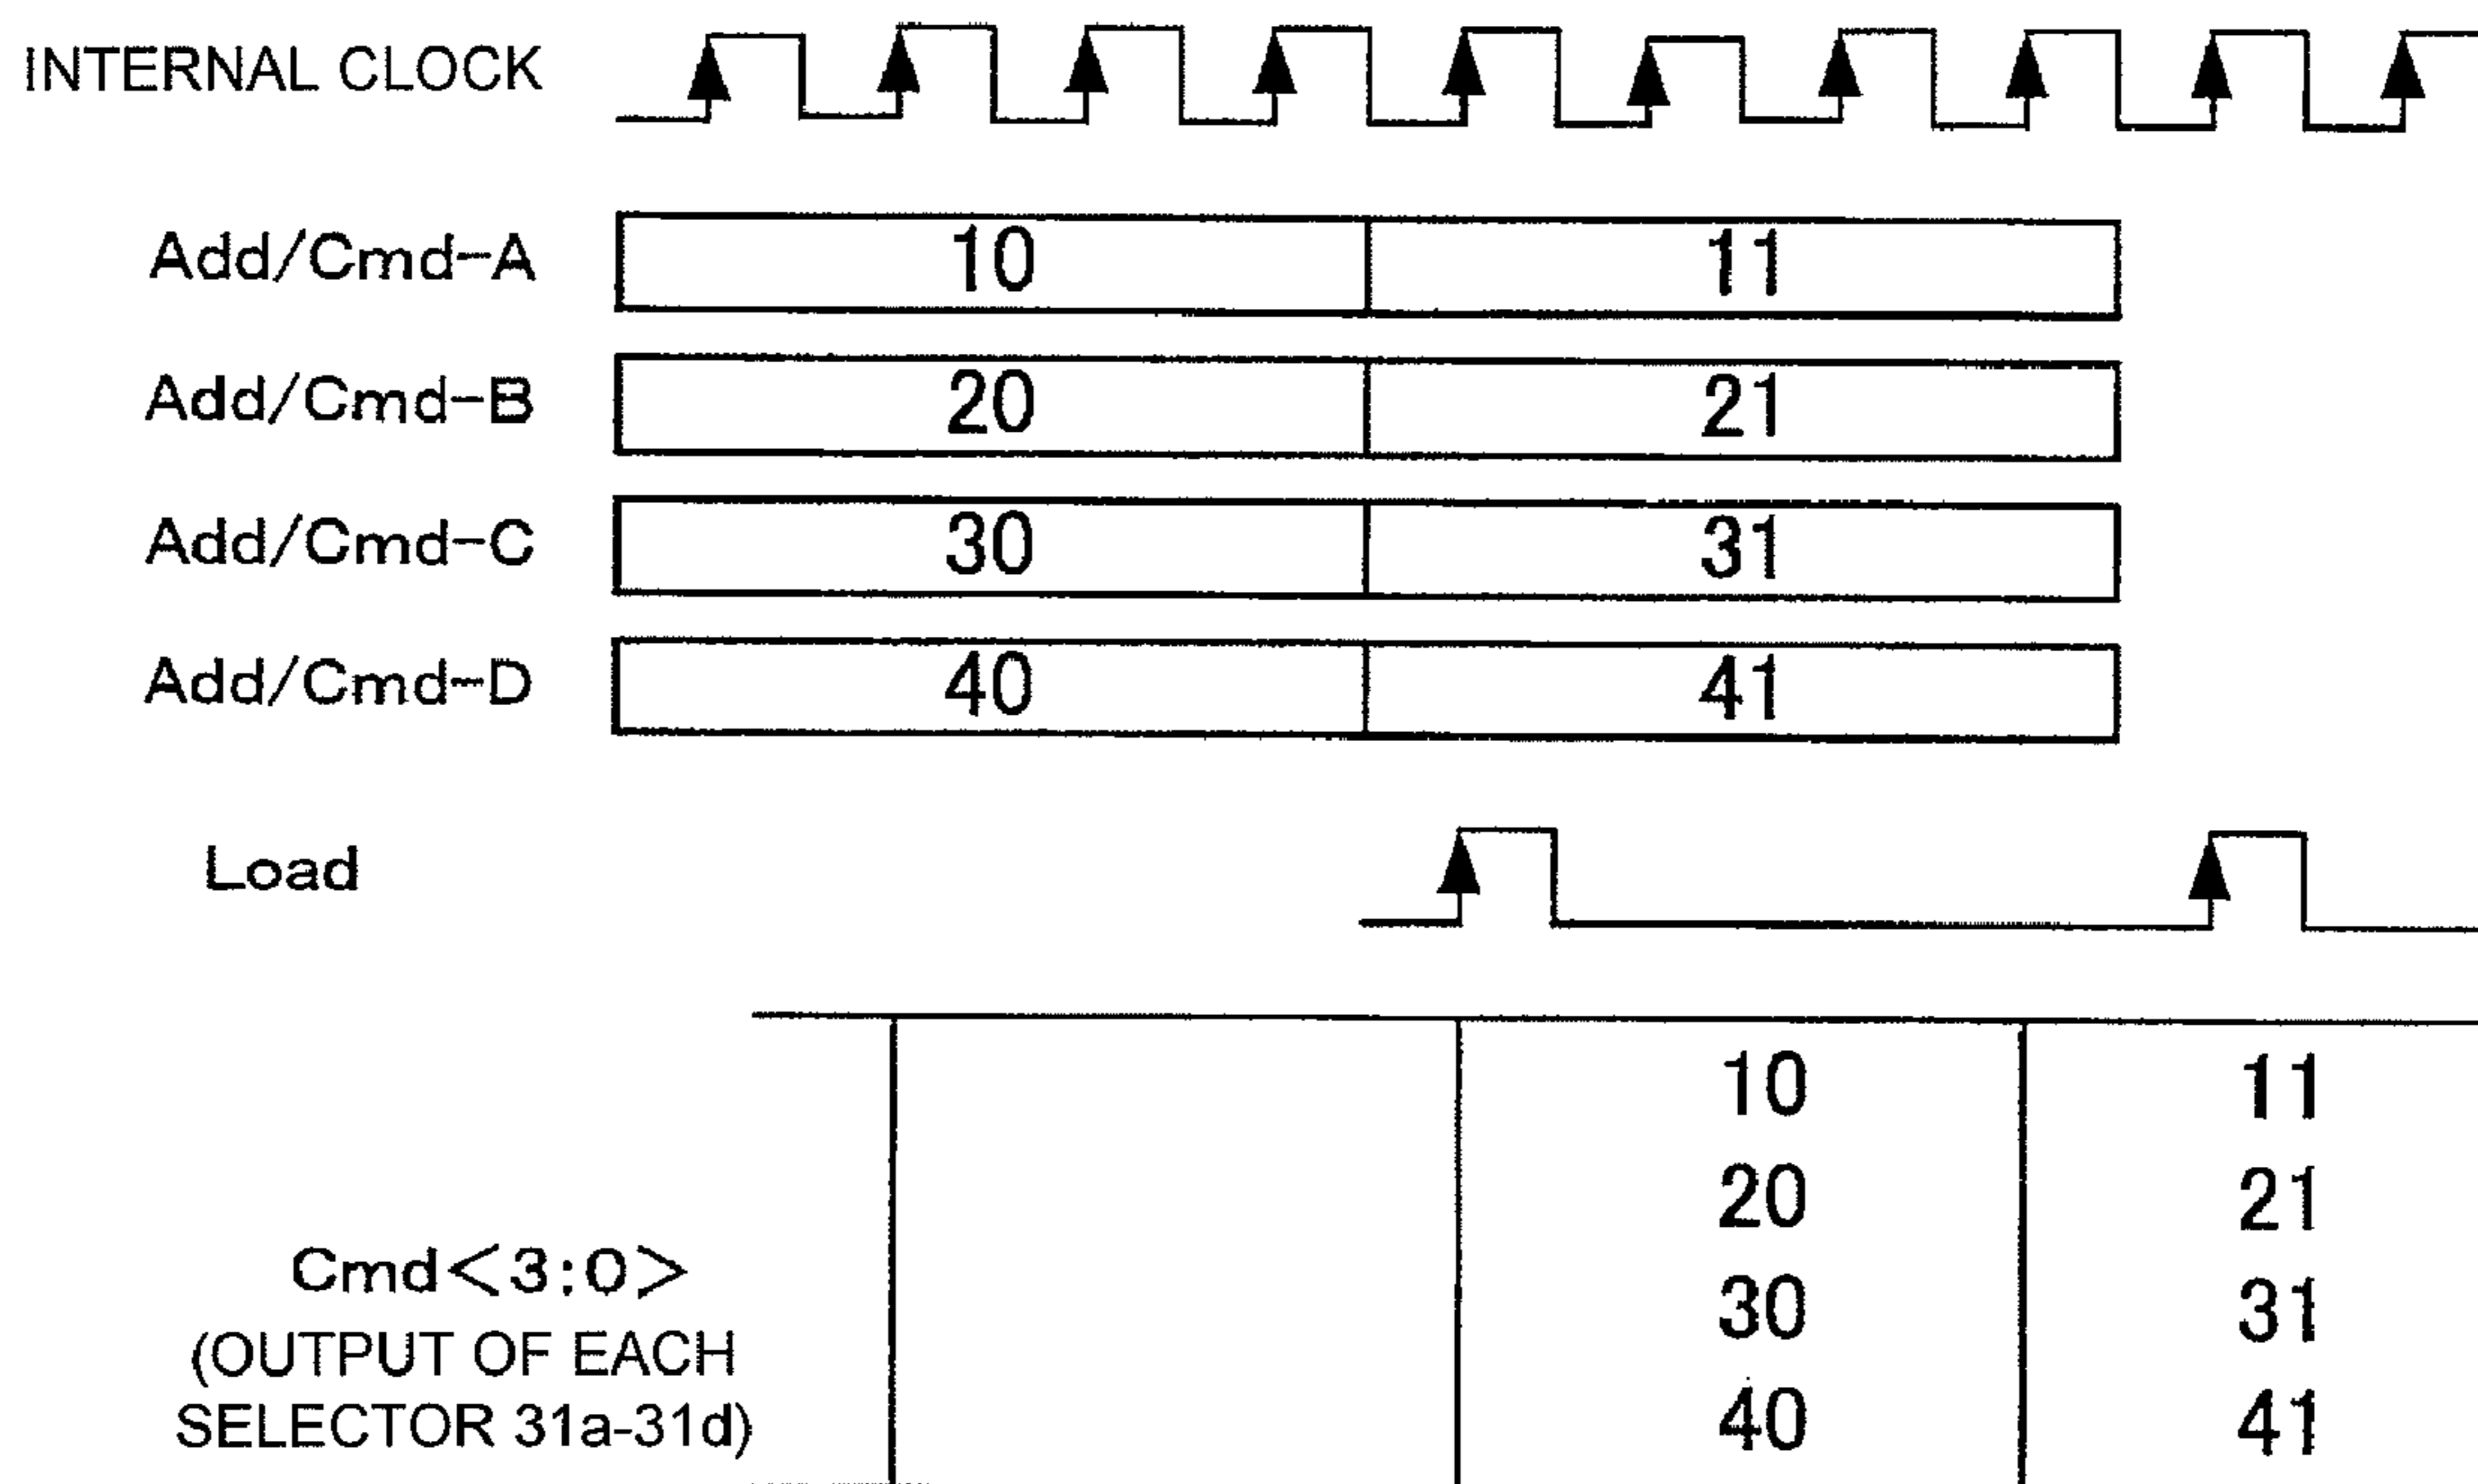 INTERNAL CLOCK
Add/Cmd-A 10 11
Add/Cmd-B 20 21
Add/Cmd-C 30 31
Add/Cmd-D 40 41
Load
10 11
20 21
Cmd<3:0>
30 31
(OUTPUT OF EACH
SELECTOR 31a-31d)
40 41